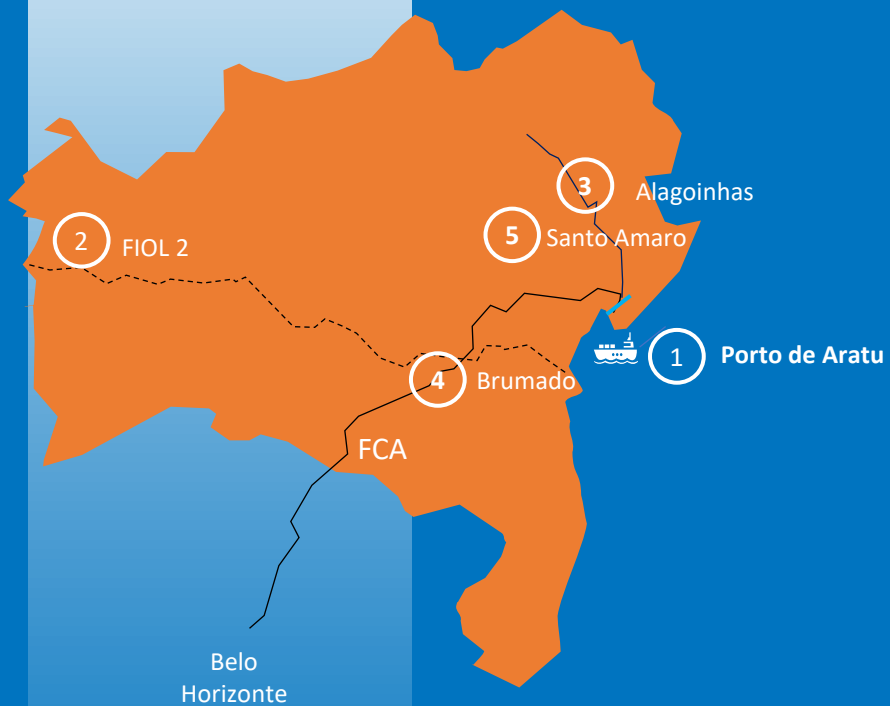 3
Alagoinhas
2
FIOL 2
5
Santo Amaro
1
Porto de Aratu
4
Brumado
FCA
Belo
Horizonte